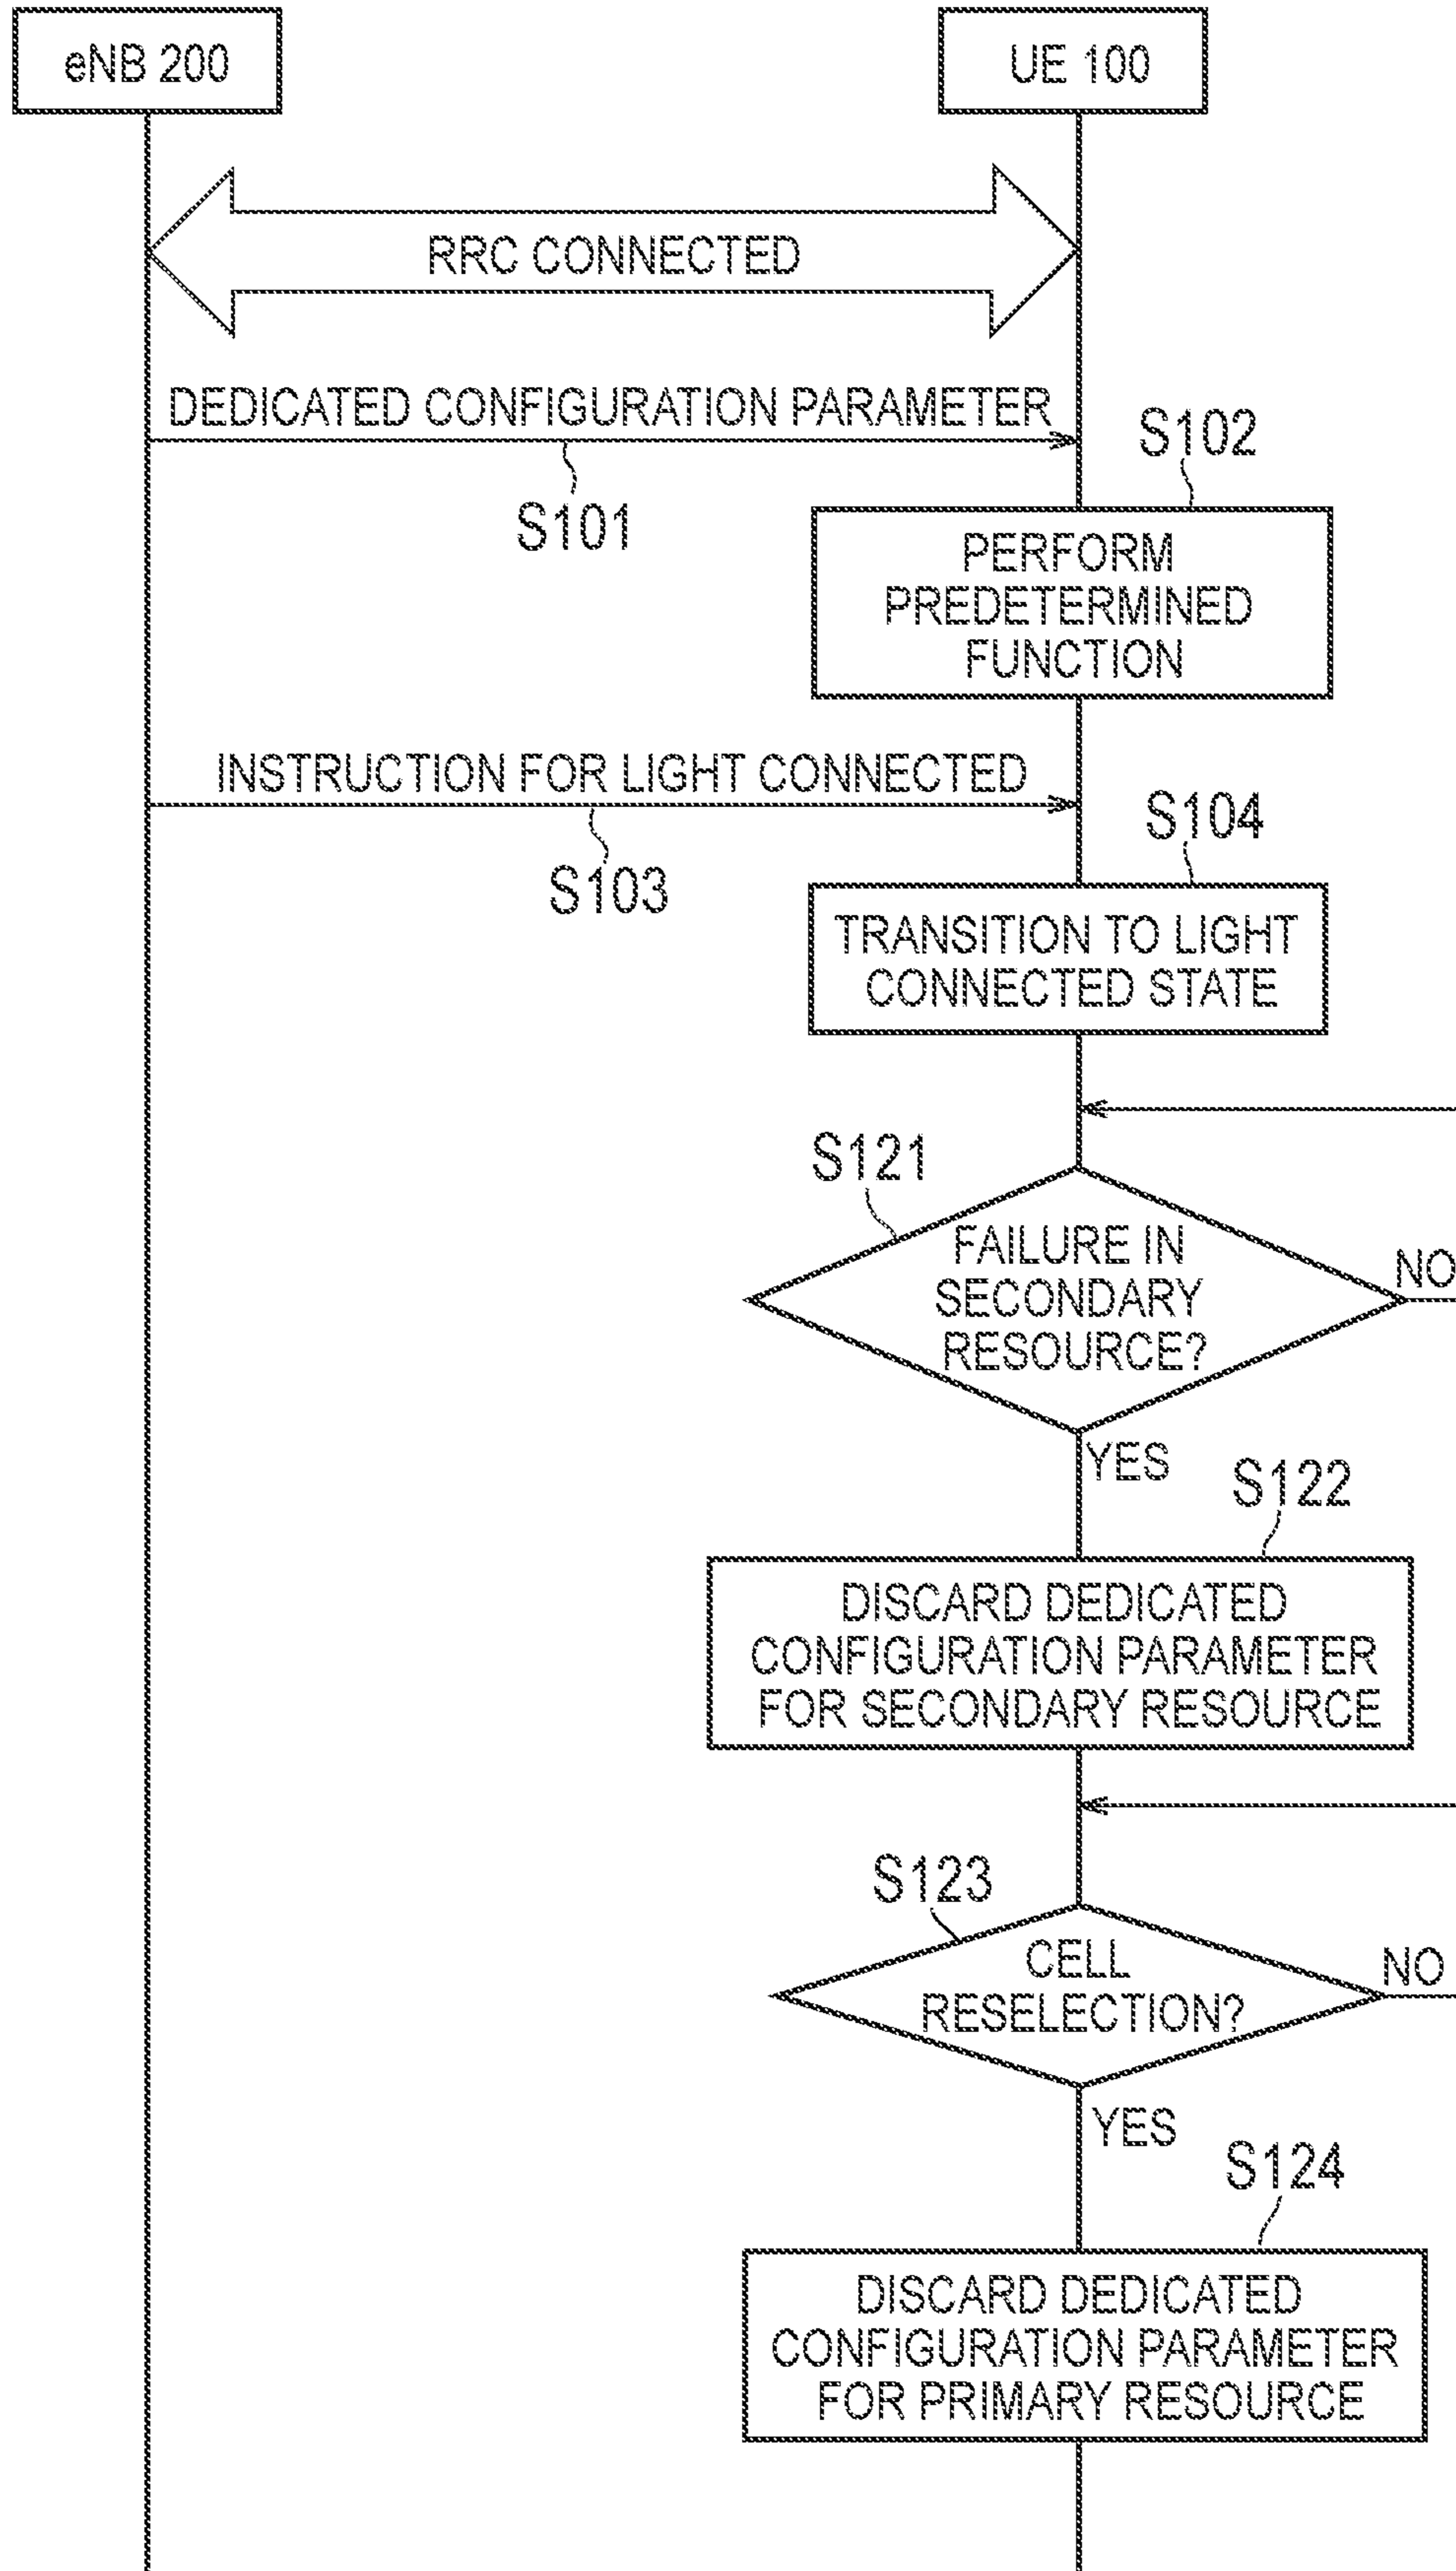 eNB 200
UE 100
RRC CONNECTED
DEDICATED CONFIGURATION PARAMETER
S101
S102
PERFORM
PREDETERMINED
FUNCTION
INSTRUCTION FOR LIGHT CONNECTED
S103
S104
TRANSITION TO LIGHT
CONNECTED STATE
S121
FAILURE IN
SECONDARY
RESOURCE?
NO
YES
S122
DISCARD DEDICATED
CONFIGURATION PARAMETER
FOR SECONDARY RESOURCE
S123
CELL
RESELECTION?
NO
YES
S124
DISCARD DEDICATED
CONFIGURATION PARAMETER
FOR PRIMARY RESOURCE